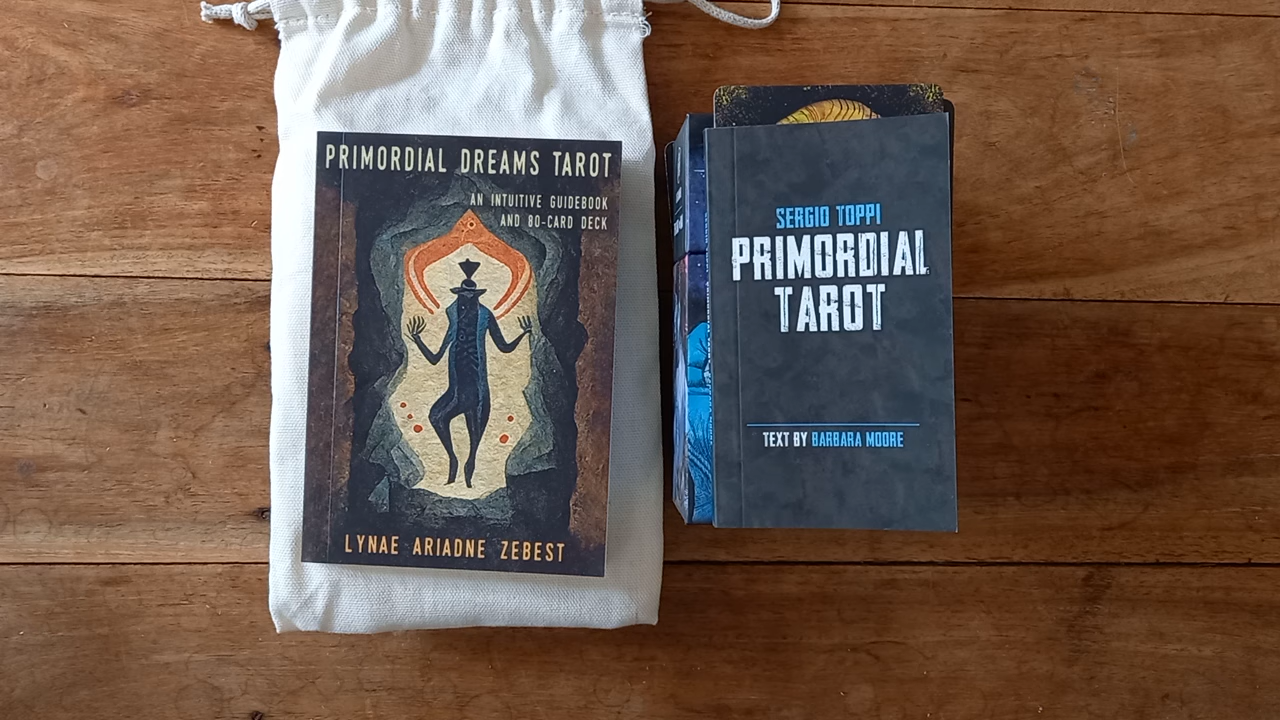 PRIMORDIAL DREAMS TAROT
AN INTUITIVE GUIDEBOOK
AND 80-CARD DECK
LYNAE ARIADNE ZEBEST
SERGIO TOPPI
PRIMORDIAL
TAROT
TEXT BY BARBARA MOORE